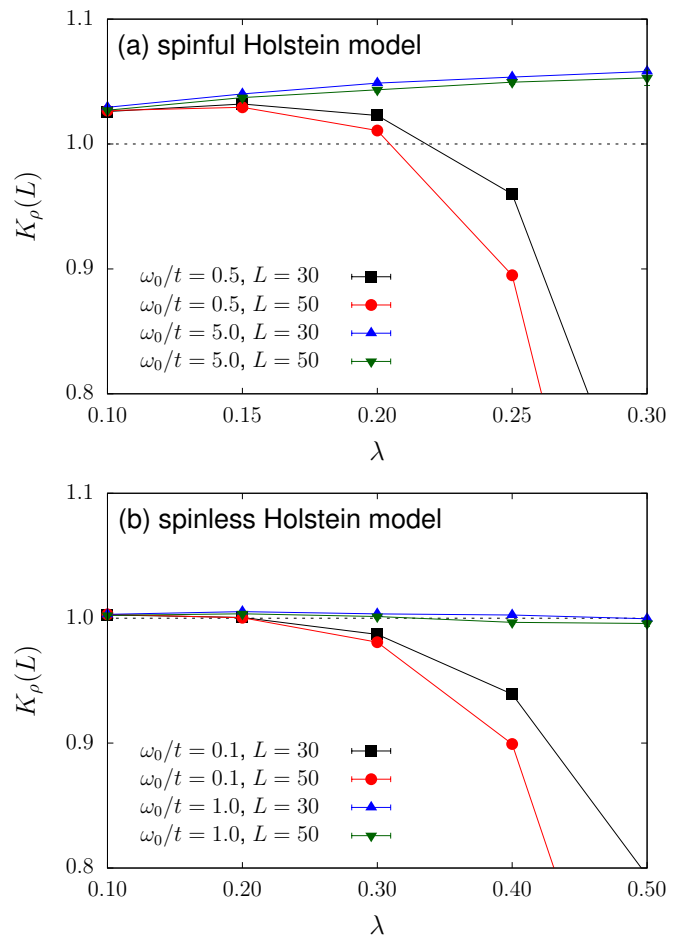 1.1
(a) spinful Holstein model
1.0
K_ρ(L)
0.9
ω_0/t = 0.5, L = 30
ω_0/t = 0.5, L = 50
ω_0/t = 5.0, L = 30
ω_0/t = 5.0, L = 50
0.8
0.10 0.15 0.20 0.25 0.30
λ
1.1
(b) spinless Holstein model
1.0
K_ρ(L)
0.9
ω_0/t = 0.1, L = 30
ω_0/t = 0.1, L = 50
ω_0/t = 1.0, L = 30
ω_0/t = 1.0, L = 50
0.8
0.10 0.20 0.30 0.40 0.50
λ